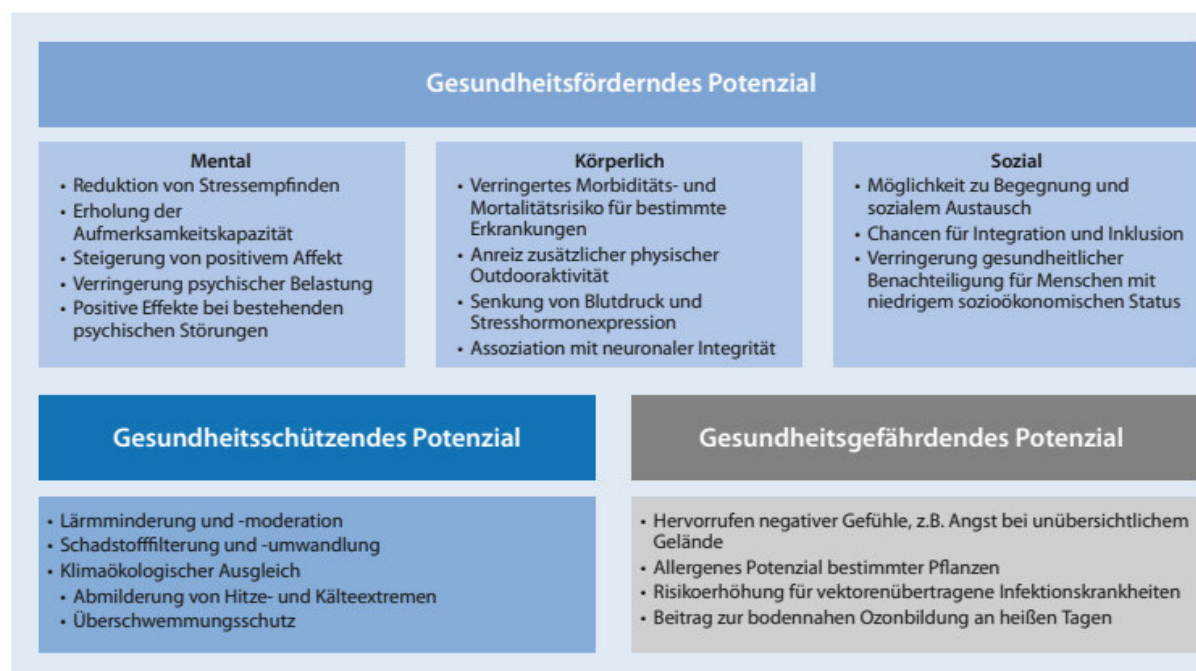 Gesundheitsförderndes Potenzial
Mental
• Reduktion von Stressempfinden
• Erholung der
Aufmerksamkeitskapazität
• Steigerung von positivem Affekt
• Verringerung psychischer Belastung
• Positive Effekte bei bestehenden
psychischen Störungen
Körperlich
• Verringertes Morbiditäts- und
Mortalitätsrisiko für bestimmte
Erkrankungen
• Anreiz zusätzlicher physischer
Outdooraktivität
• Senkung von Blutdruck und
Stresshormonexpression
• Assoziation mit neuronaler Integrität
Sozial
• Möglichkeit zu Begegnung und
sozialem Austausch
• Chancen für Integration und Inklusion
• Verringerung gesundheitlicher
Benachteiligung für Menschen mit
niedrigem sozioökonomischen Status
Gesundheitsschützendes Potenzial
• Lärmminderung und -moderation
• Schadstofffilterung und -umwandlung
• Klimaökologischer Ausgleich
• Abmilderung von Hitze- und Kälteextremen
• Überschwemmungsschutz
Gesundheitsgefährdendes Potenzial
• Hervorrufen negativer Gefühle, z.B. Angst bei unübersichtlichem
Gelände
• Allergenes Potenzial bestimmter Pflanzen
• Risikoerhöhung für vektorenübertragene Infektionskrankheiten
• Beitrag zur bodennahen Ozonbildung an heißen Tagen